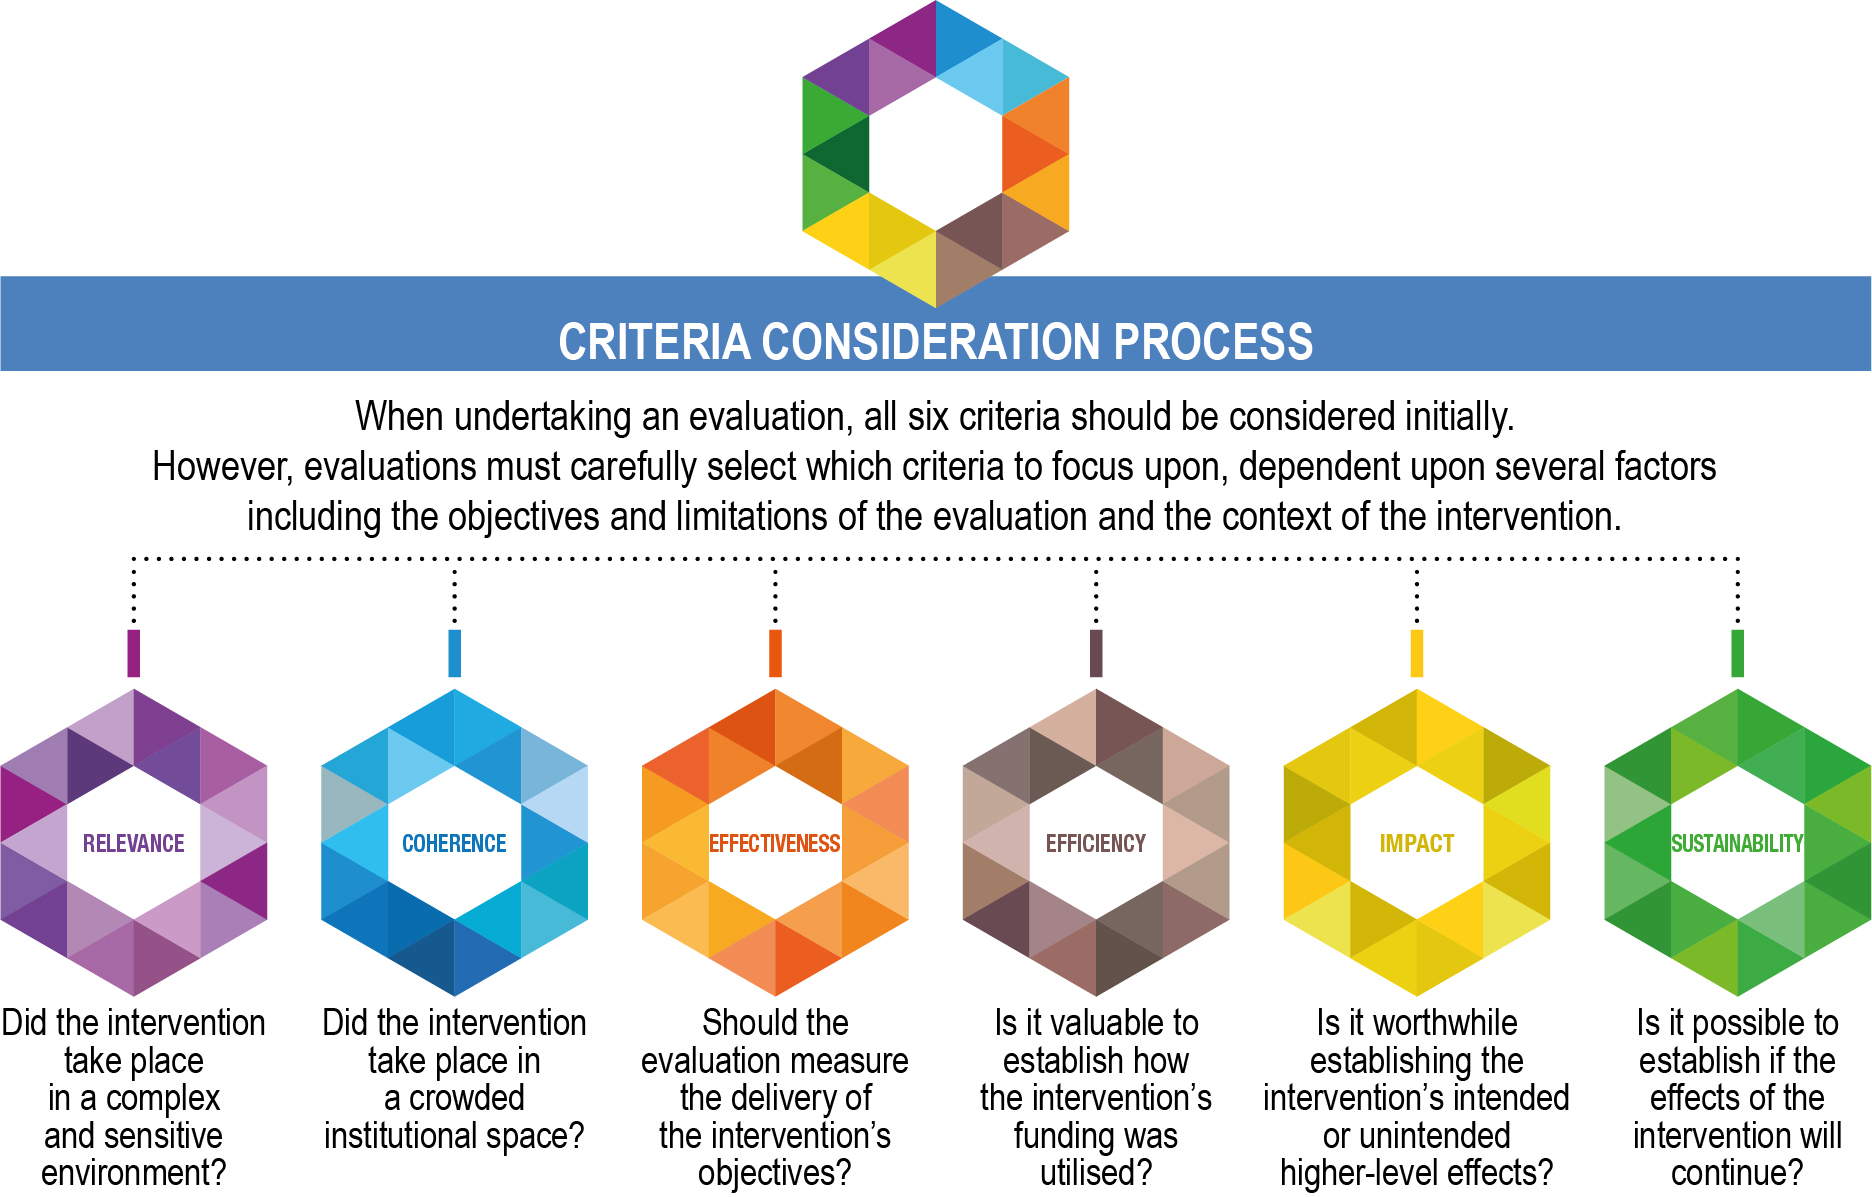 CRITERIA CONSIDERATION PROCESS
When undertaking an evaluation, all six criteria should be considered initially.
However, evaluations must carefully select which criteria to focus upon, dependent upon several factors
including the objectives and limitations of the evaluation and the context of the intervention.
RELEVANCE
Did the intervention
take place
in a complex
and sensitive
environment?
COHERENCE
Did the intervention
take place in
a crowded
institutional space?
EFFECTIVENESS
Should the
evaluation measure
the delivery of
the intervention's
objectives?
EFFICIENCY
Is it valuable to
establish how
the intervention's
funding was
utilised?
IMPACT
Is it worthwhile
establishing the
intervention's intended
or unintended
higher-level effects?
SUSTAINABILITY
Is it possible to
establish if the
effects of the
intervention will
continue?